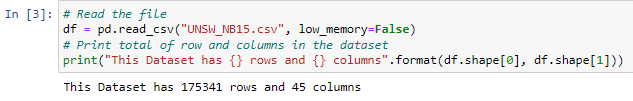 In [3]: # Read the file
df = pd.read_csv("UNSW_NB15.csv", low_memory=False)
# Print total of row and columns in the dataset
print("This Dataset has {} rows and {} columns".format(df.shape[0], df.shape[1]))
This Dataset has 175341 rows and 45 columns